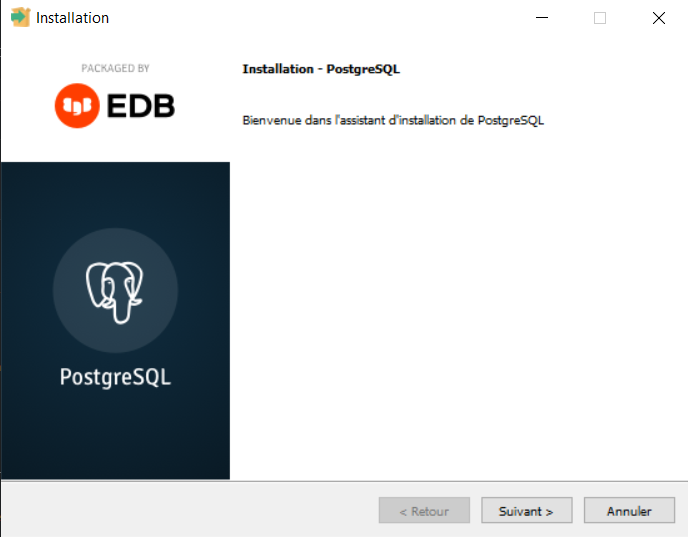 Installation
PACKAGED BY
EDB
Installation - PostgreSQL
Bienvenue dans l'assistant d'installation de PostgreSQL
PostgreSQL
< Retour
Suivant >
Annuler